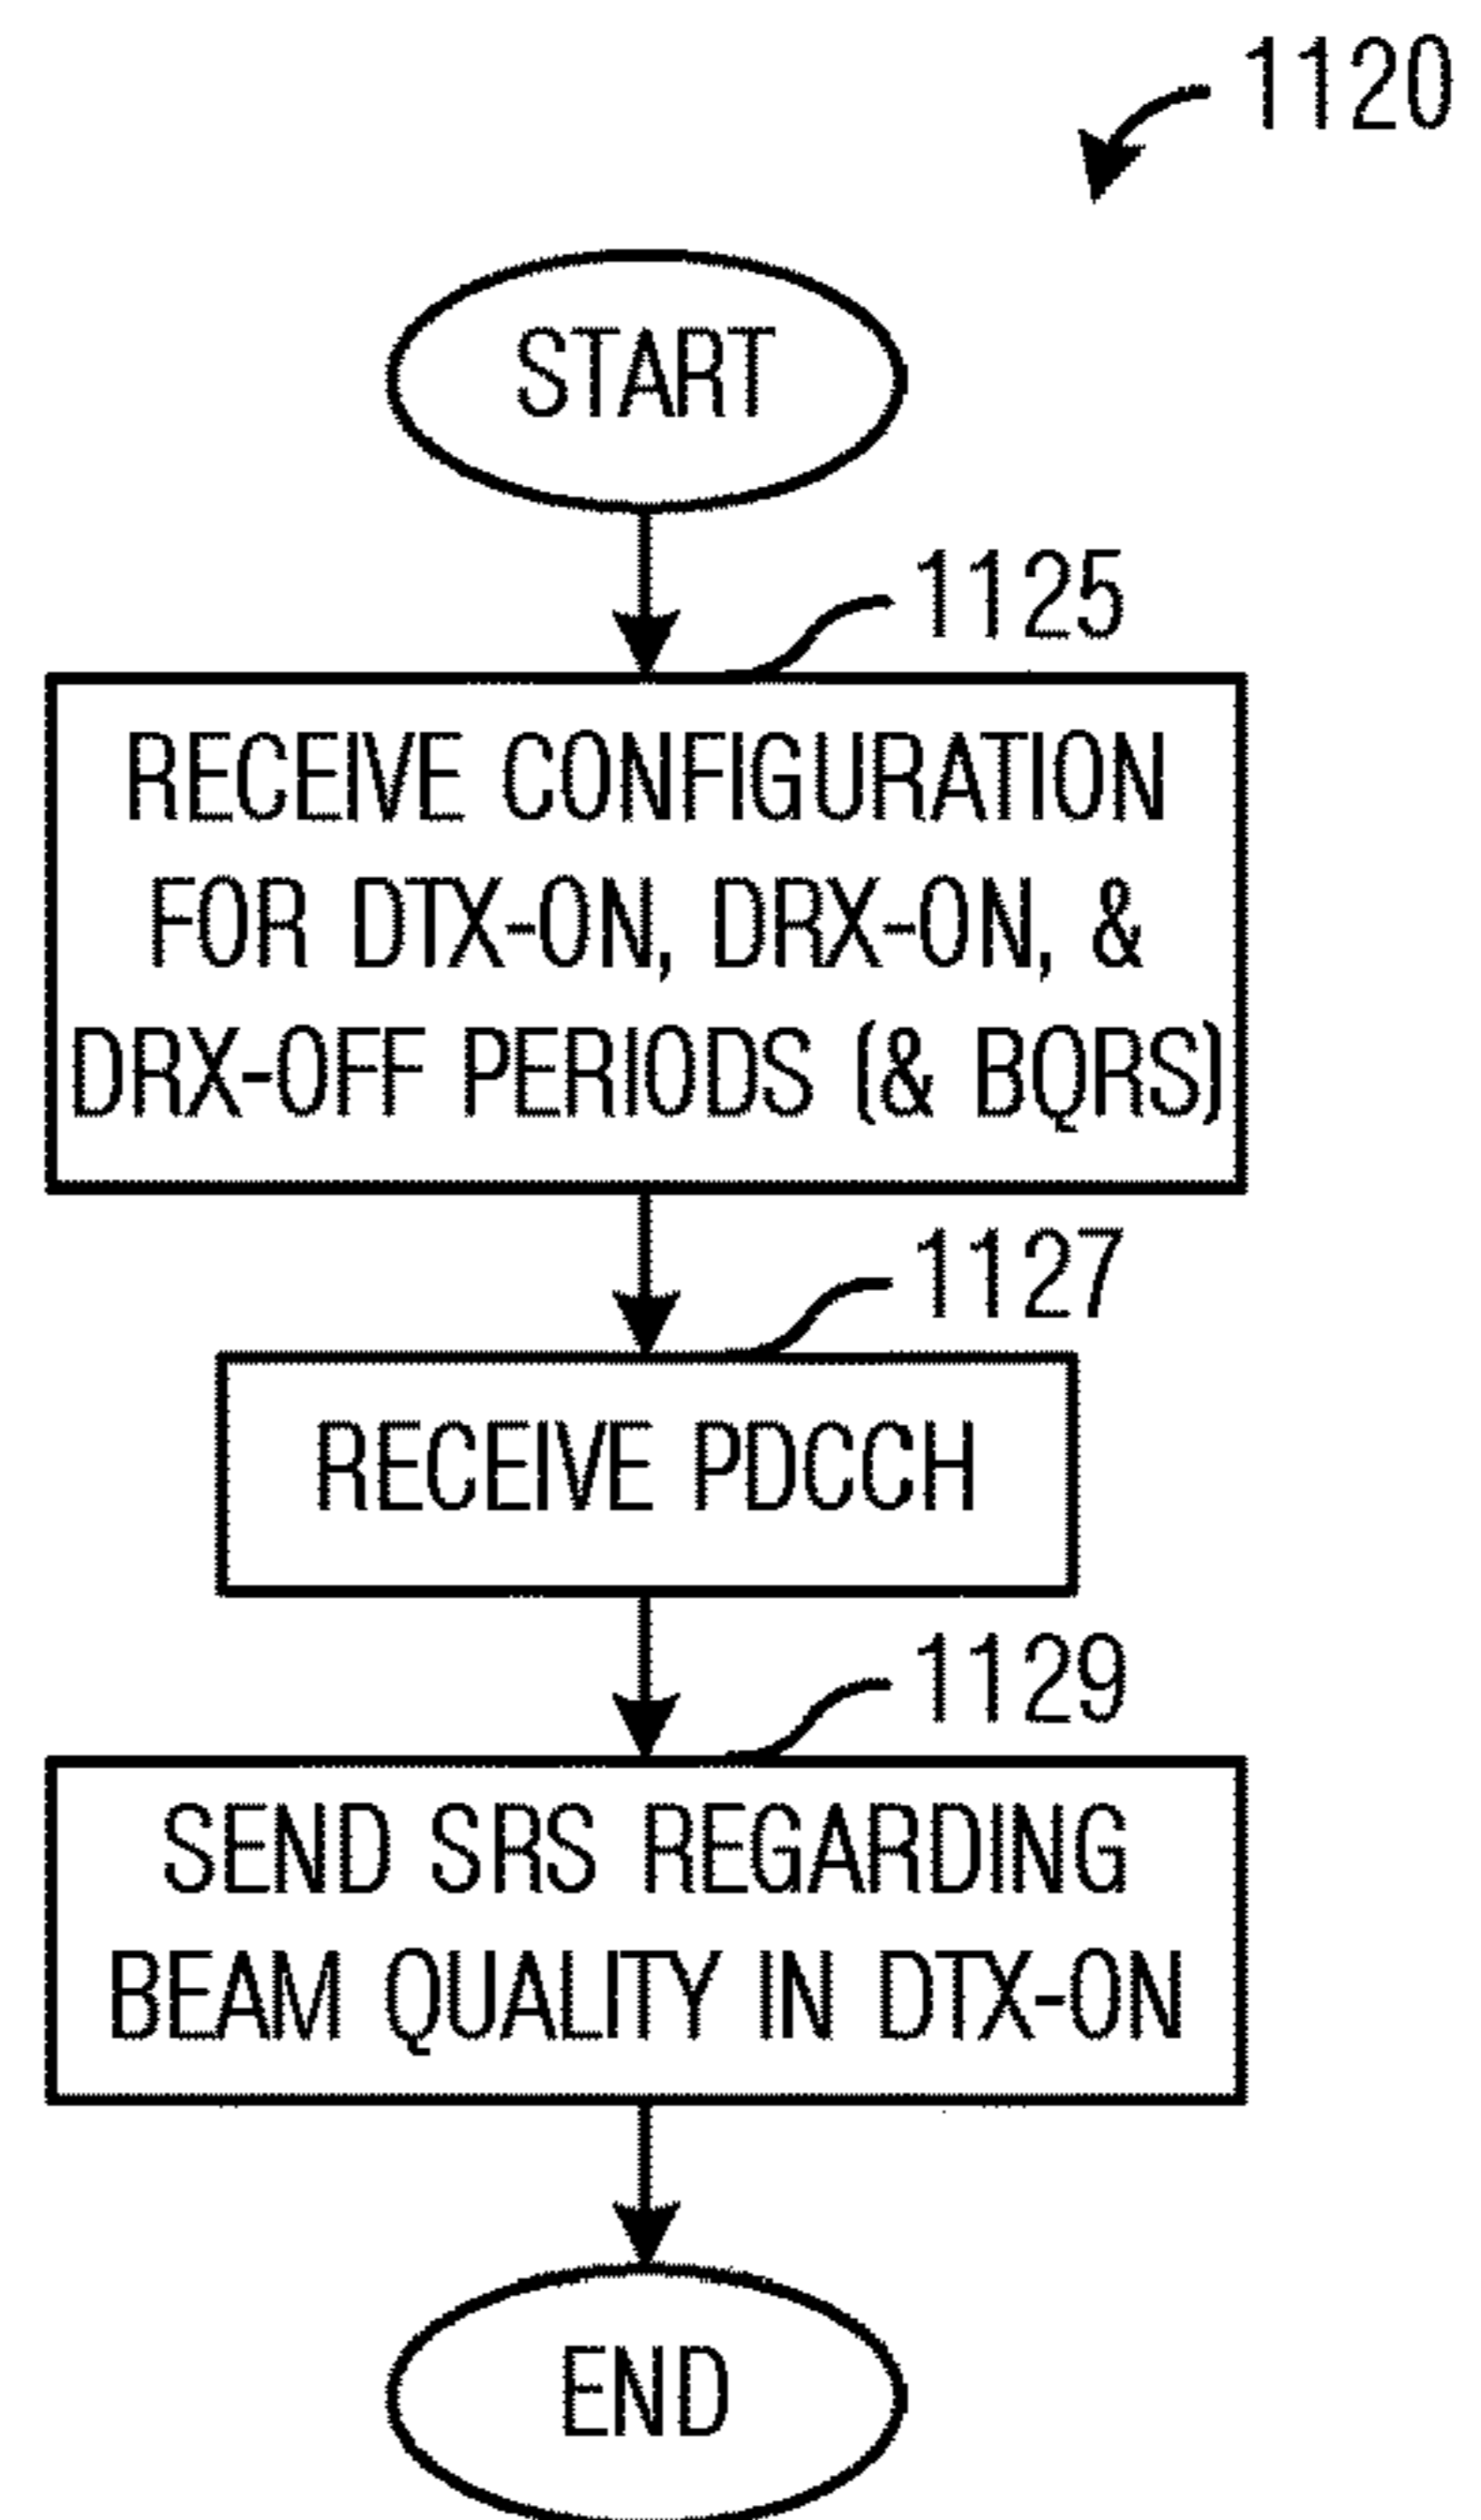 1120
START
1125
RECEIVE CONFIGURATION
FOR DTX-ON, DRX-ON, &
DRX-OFF PERIODS (& BQRS)
1127
RECEIVE PDCCH
1129
SEND SRS REGARDING
BEAM QUALITY IN DTX-ON
END